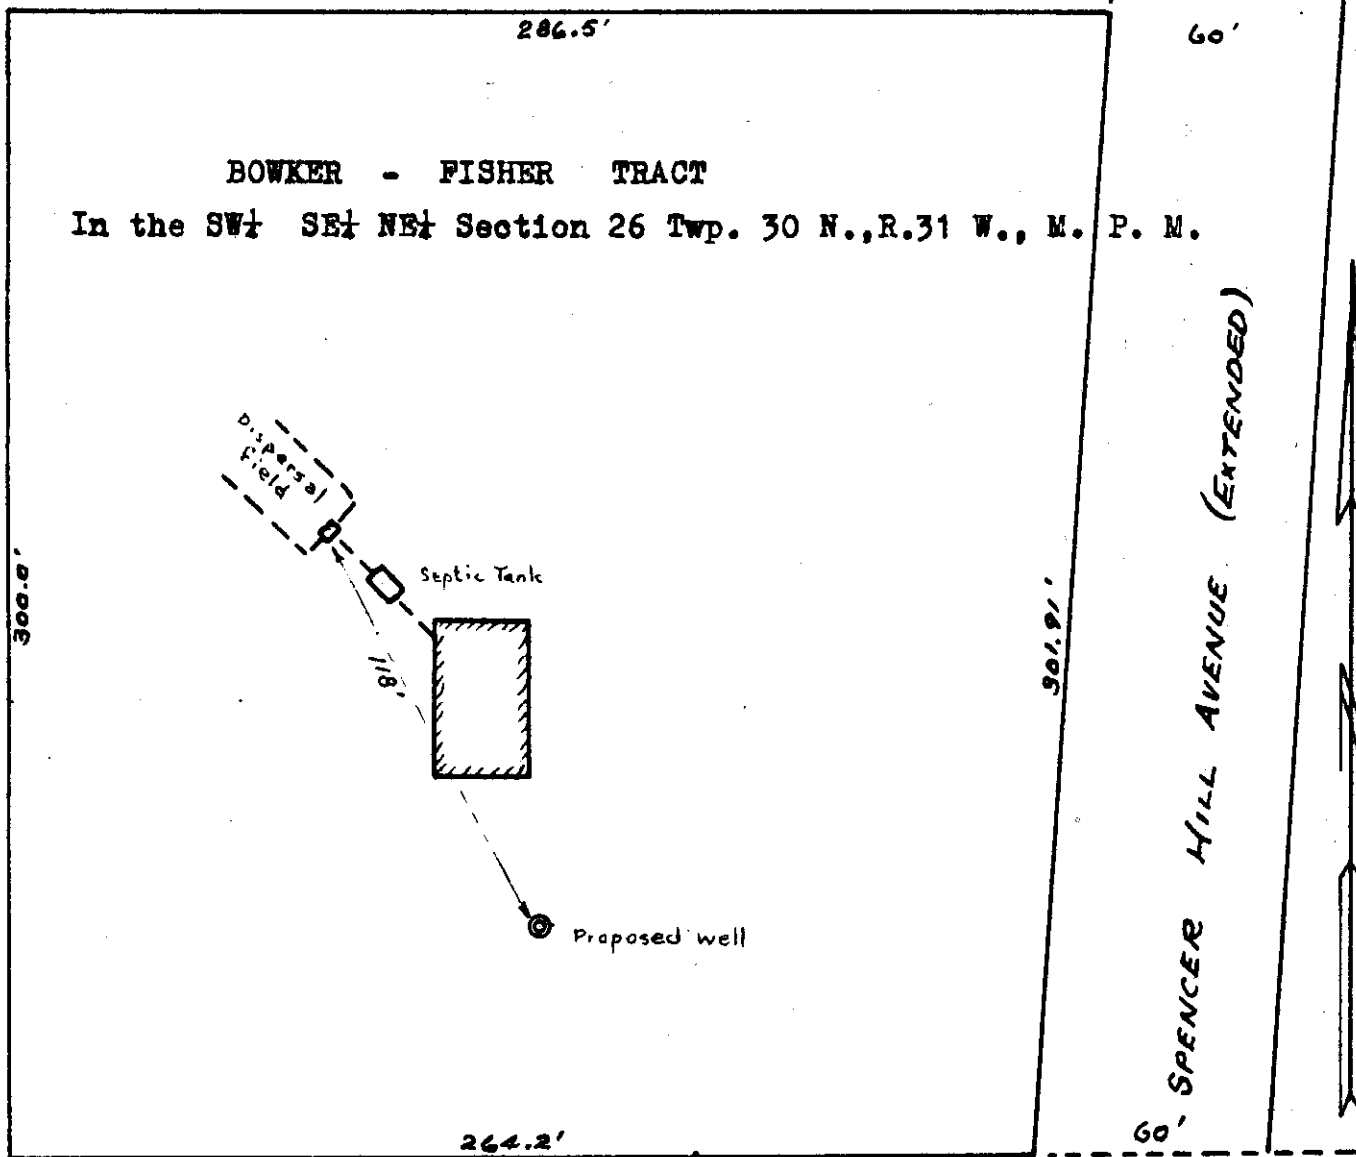 286.5'
60'
BOWKER - FISHER TRACT
In the SW¼ SE¼ NE¼ Section 26 Twp. 30 N.,R.31 W., M. P. M.
SPENCER HILL AVENUE (EXTENDED)
Dispersal
field
Septic Tank
300.0'
301.91'
118'
Proposed well
264.2'
60'